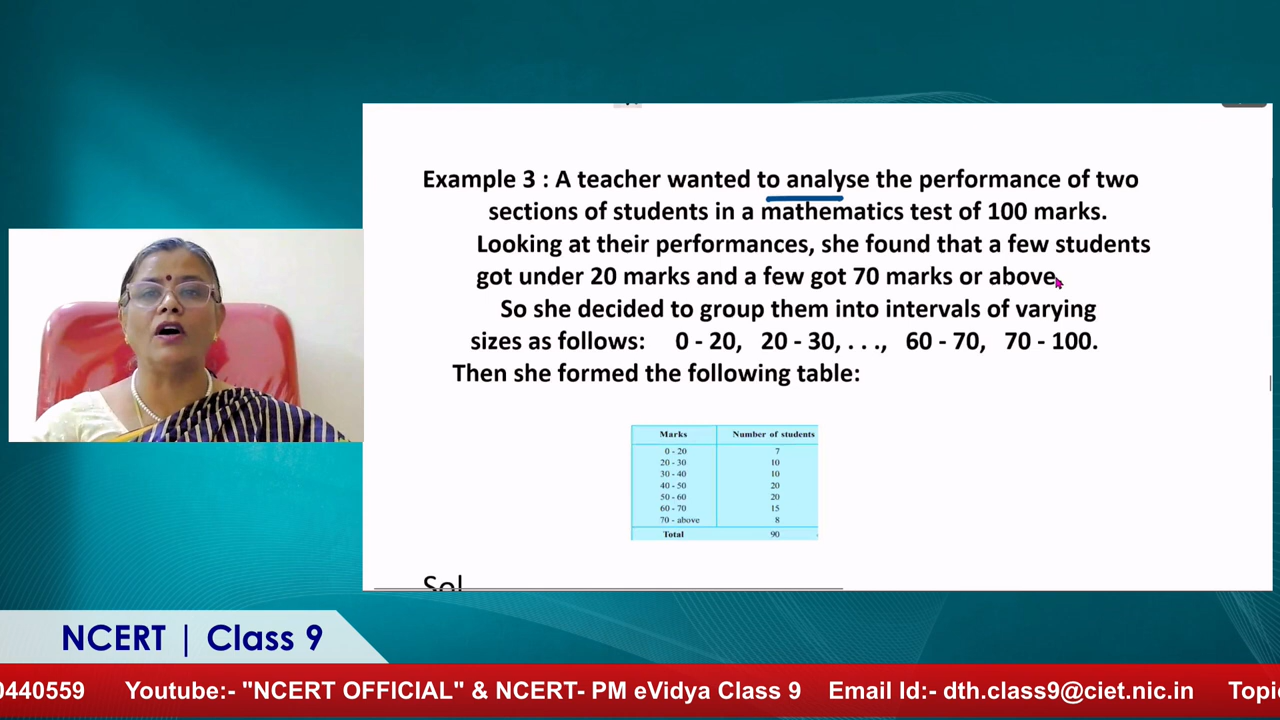 Example 3 : A teacher wanted to analyse the performance of two
sections of students in a mathematics test of 100 marks.
Looking at their performances, she found that a few students
got under 20 marks and a few got 70 marks or above.
So she decided to group them into intervals of varying
sizes as follows: 0 - 20, 20 - 30, . . ., 60 - 70, 70 - 100.
Then she formed the following table:
Marks Number of students
0 - 20 7
20 - 30 10
30 - 40 10
40 - 50 20
50 - 60 20
60 - 70 15
70 - above 8
Total 90
Sol
NCERT | Class 9
0440559 Youtube:- "NCERT OFFICIAL" & NCERT- PM eVidya Class 9 Email Id:- dth.class9@ciet.nic.in Topi